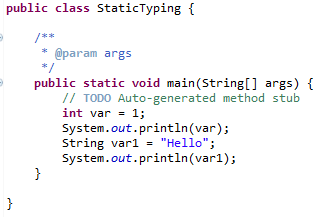 public class StaticTyping {
/**
* @param args
*/
public static void main(String[] args) {
// TODO Auto-generated method stub
int var = 1;
System.out.println(var);
String var1 = "Hello";
System.out.println(var1);
}
}